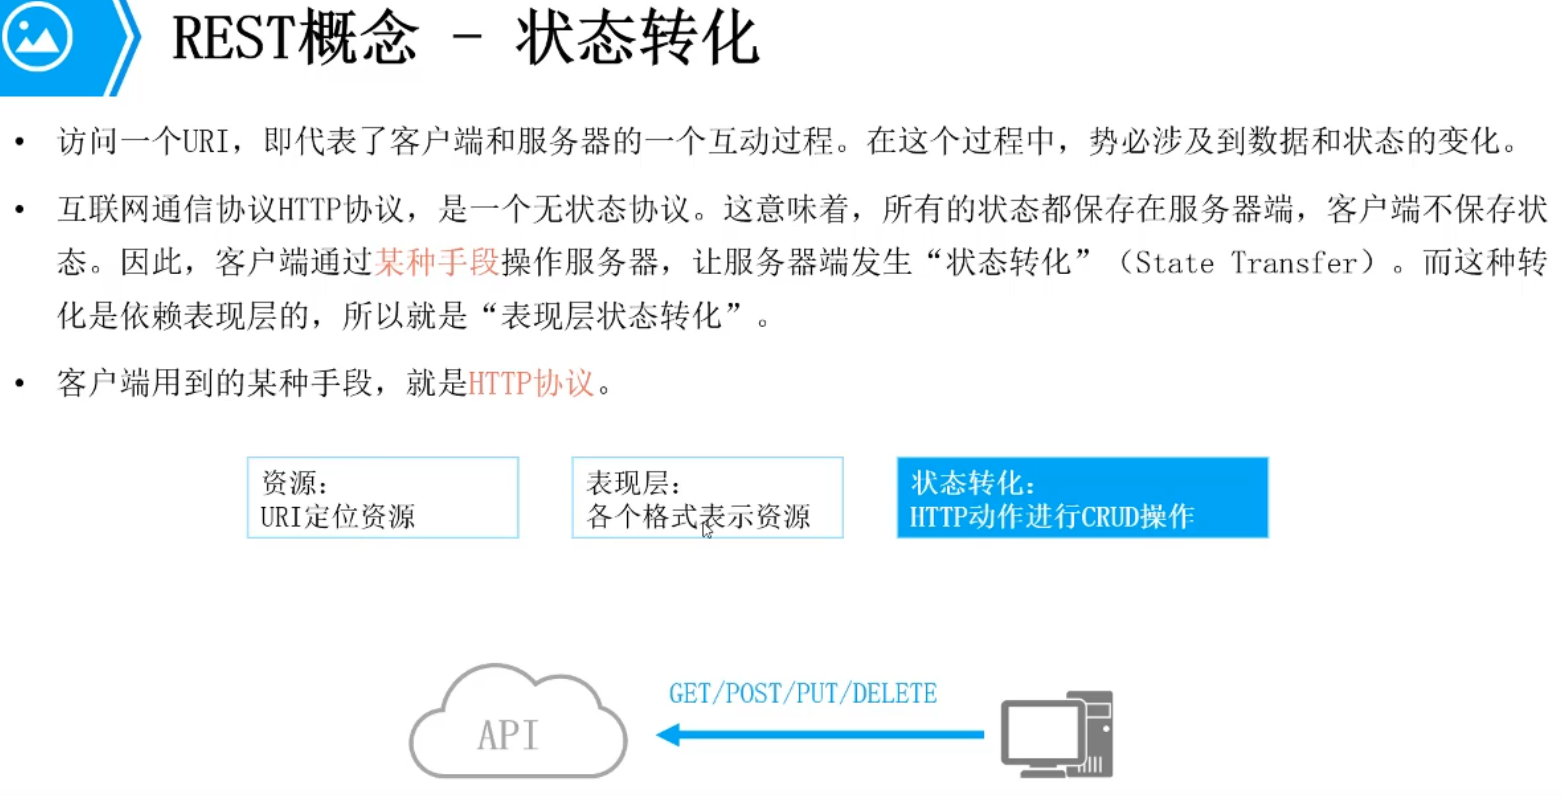 REST概念 - 状态转化
• 访问一个URI，即代表了客户端和服务器的一个互动过程。在这个过程中，势必涉及到数据和状态的变化。
• 互联网通信协议HTTP协议，是一个无状态协议。这意味着，所有的状态都保存在服务器端，客户端不保存状
态。因此，客户端通过某种手段操作服务器，让服务器端发生“状态转化”（State Transfer）。而这种转
化是依赖表现层的，所以就是“表现层状态转化”。
• 客户端用到的某种手段，就是HTTP协议。
资源：
URI定位资源
表现层：
各个格式表示资源
状态转化：
HTTP动作进行CRUD操作
GET/POST/PUT/DELETE
API